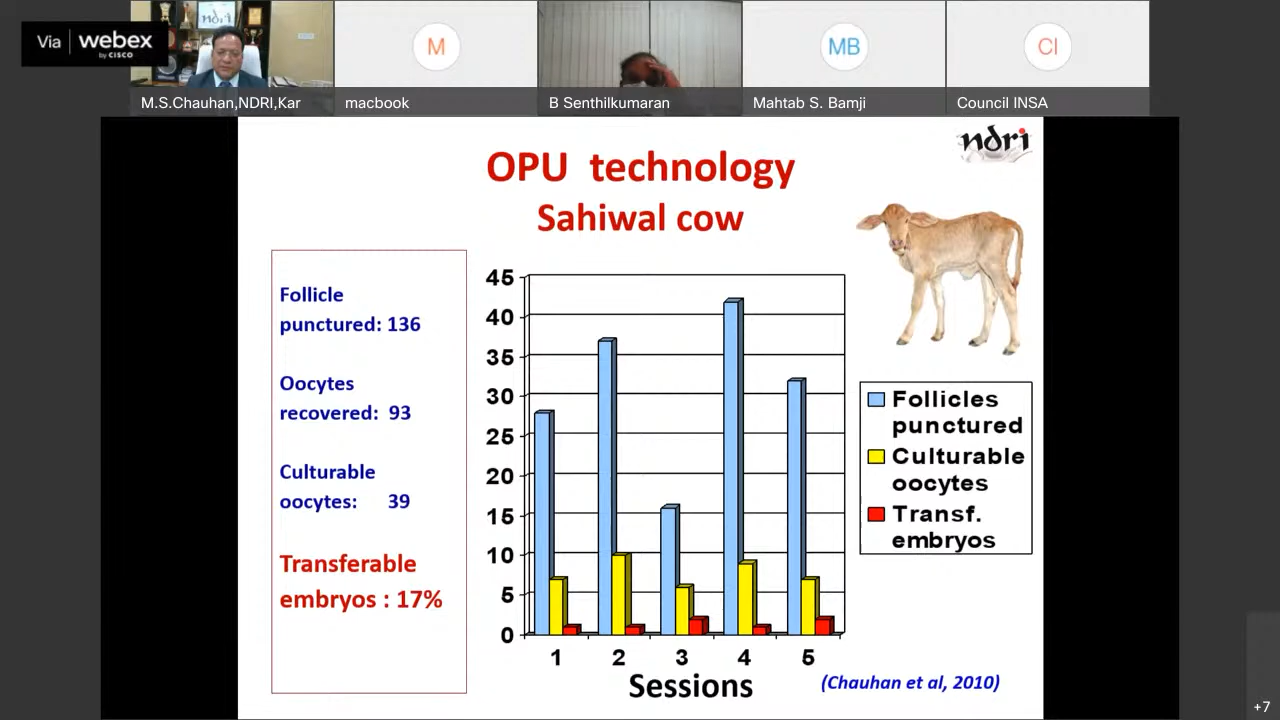 Via webex
by CISCO
ndri
M
MB
CI
M.S.Chauhan,NDRI,Kar
macbook
B Senthilkumaran
Mahtab S. Bamji
Council INSA
ndri
OPU technology
Sahiwal cow
Follicle
punctured: 136
Oocytes
recovered: 93
Culturable
oocytes: 39
Transferable
embryos : 17%
45
40
35
30
25
20
15
10
5
0
1 2 3 4 5
Sessions
Follicles
punctured
Culturable
oocytes
Transf.
embryos
(Chauhan et al, 2010)
+7